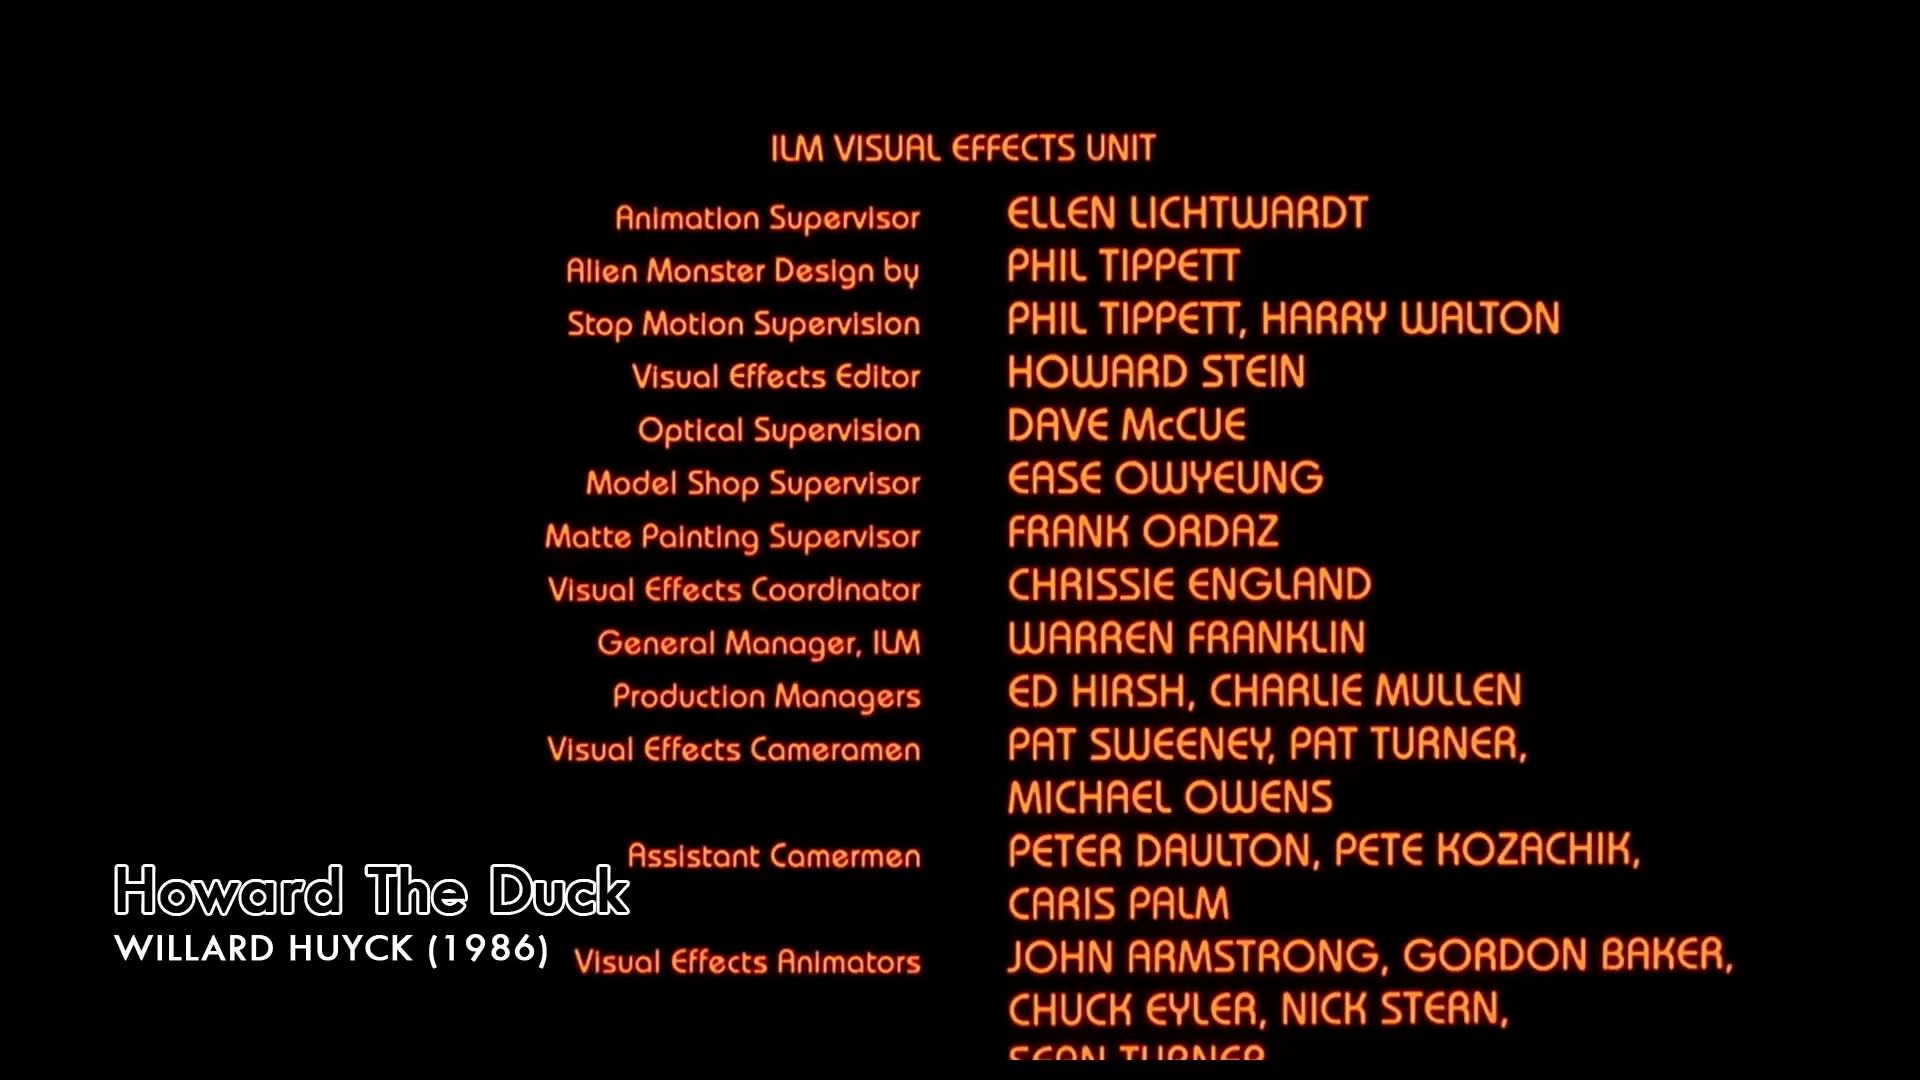 ILM VISUAL EFFECTS UNIT
Animation Supervisor ELLEN LICHTWARDT
Alien Monster Design by PHIL TIPPETT
Stop Motion Supervision PHIL TIPPETT, HARRY WALTON
Visual Effects Editor HOWARD STEIN
Optical Supervision DAVE McCUE
Model Shop Supervisor EASE OWYEUNG
Matte Painting Supervisor FRANK ORDAZ
Visual Effects Coordinator CHRISSIE ENGLAND
General Manager, ILM WARREN FRANKLIN
Production Managers ED HIRSH, CHARLIE MULLEN
Visual Effects Cameramen PAT SWEENEY, PAT TURNER,
MICHAEL OWENS
Assistant Camermen PETER DAULTON, PETE KOZACHIK,
CARIS PALM
Visual Effects Animators JOHN ARMSTRONG, GORDON BAKER,
CHUCK EYLER, NICK STERN,
SEAN TURNER
Howard The Duck
WILLARD HUYCK (1986)